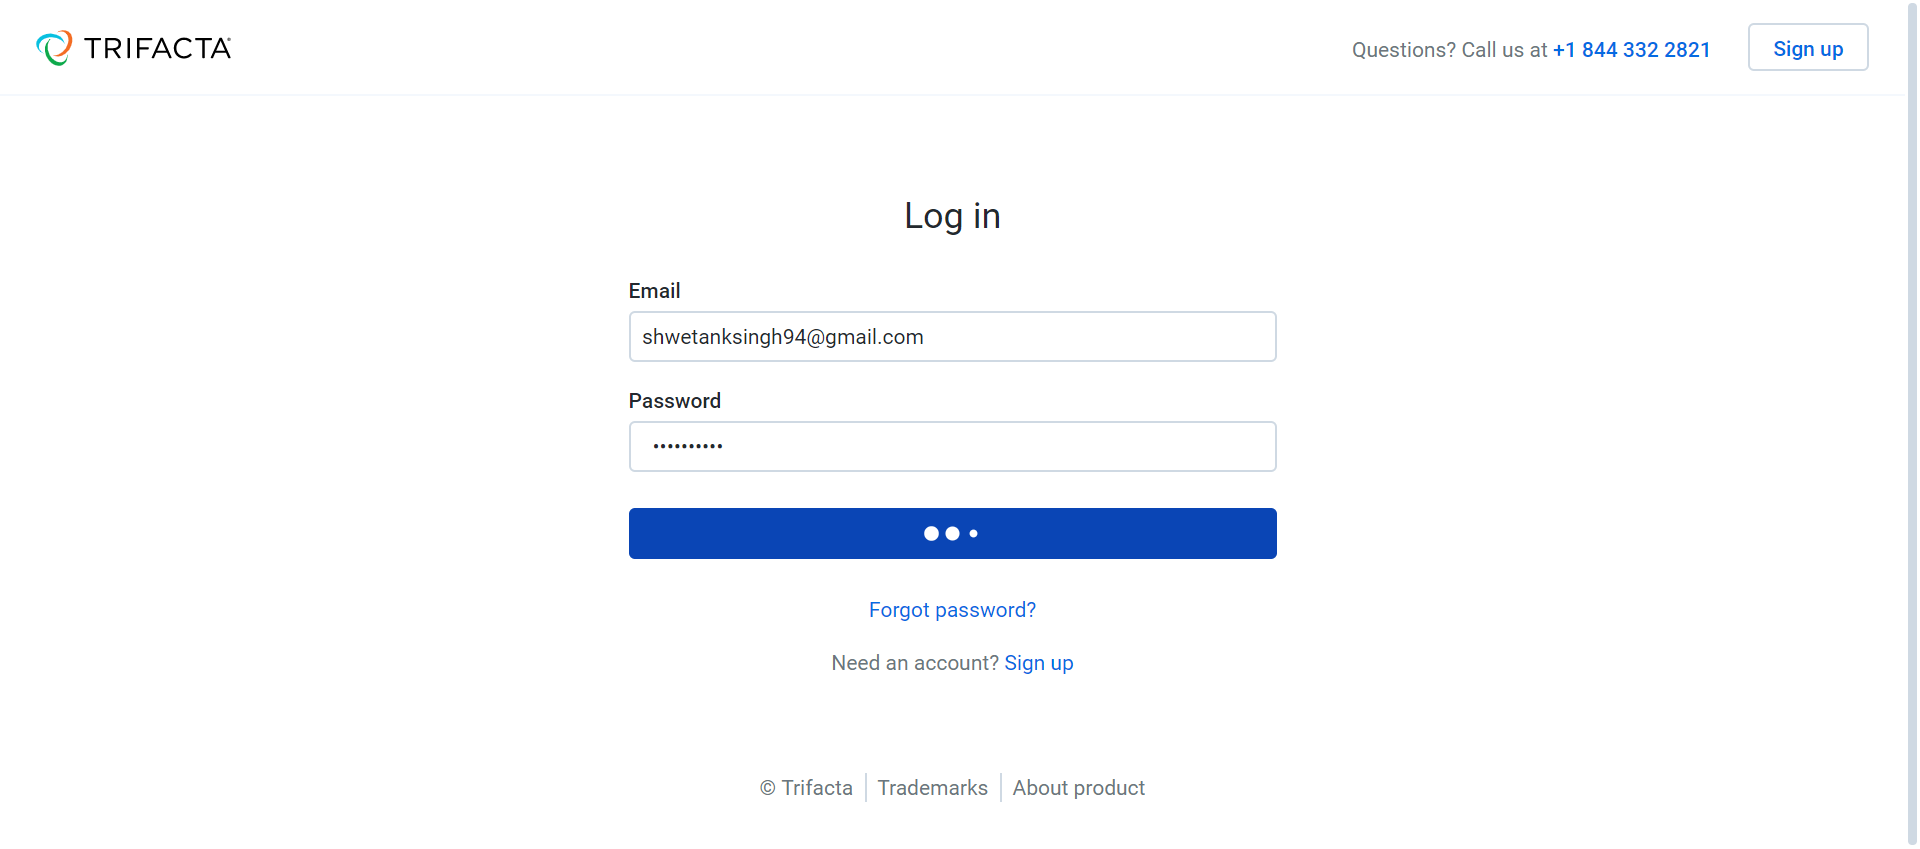 TRIFACTA
Questions? Call us at +1 844 332 2821
Sign up
Log in
Email
shwetanksingh94@gmail.com
Password
••••••••••
Forgot password?
Need an account? Sign up
© Trifacta
Trademarks
About product